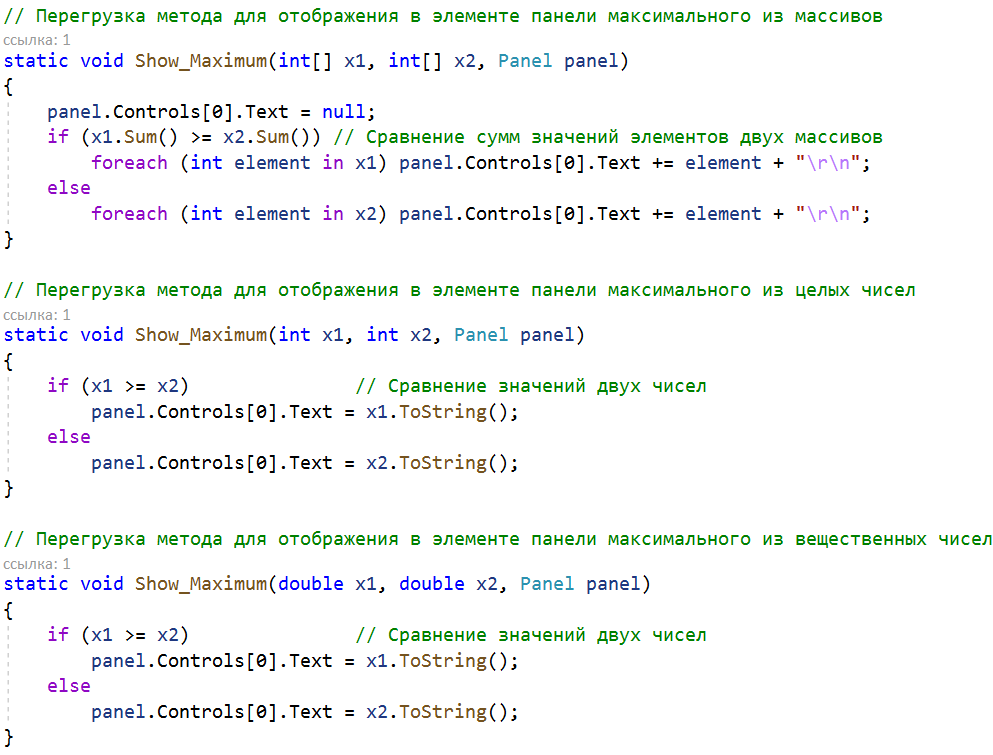 // Перегрузка метода для отображения в элементе панели максимального из массивов
ссылка: 1
static void Show_Maximum(int[] x1, int[] x2, Panel panel)
{
    panel.Controls[0].Text = null;
    if (x1.Sum() >= x2.Sum()) // Сравнение сумм значений элементов двух массивов
        foreach (int element in x1) panel.Controls[0].Text += element + "\r\n";
    else
        foreach (int element in x2) panel.Controls[0].Text += element + "\r\n";
}

// Перегрузка метода для отображения в элементе панели максимального из целых чисел
ссылка: 1
static void Show_Maximum(int x1, int x2, Panel panel)
{
    if (x1 >= x2)               // Сравнение значений двух чисел
        panel.Controls[0].Text = x1.ToString();
    else
        panel.Controls[0].Text = x2.ToString();
}

// Перегрузка метода для отображения в элементе панели максимального из вещественных чисел
ссылка: 1
static void Show_Maximum(double x1, double x2, Panel panel)
{
    if (x1 >= x2)               // Сравнение значений двух чисел
        panel.Controls[0].Text = x1.ToString();
    else
        panel.Controls[0].Text = x2.ToString();
}